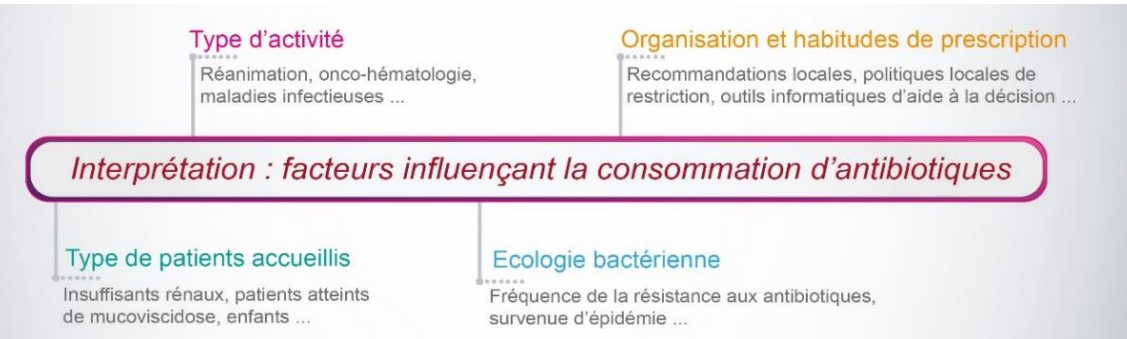 Type d'activité
Réanimation, onco-hématologie,
maladies infectieuses ...
Organisation et habitudes de prescription
Recommandations locales, politiques locales de
restriction, outils informatiques d'aide à la décision ...
Interprétation : facteurs influençant la consommation d'antibiotiques
Type de patients accueillis
Insuffisants rénaux, patients atteints
de mucoviscidose, enfants ...
Ecologie bactérienne
Fréquence de la résistance aux antibiotiques,
survenue d'épidémie ...